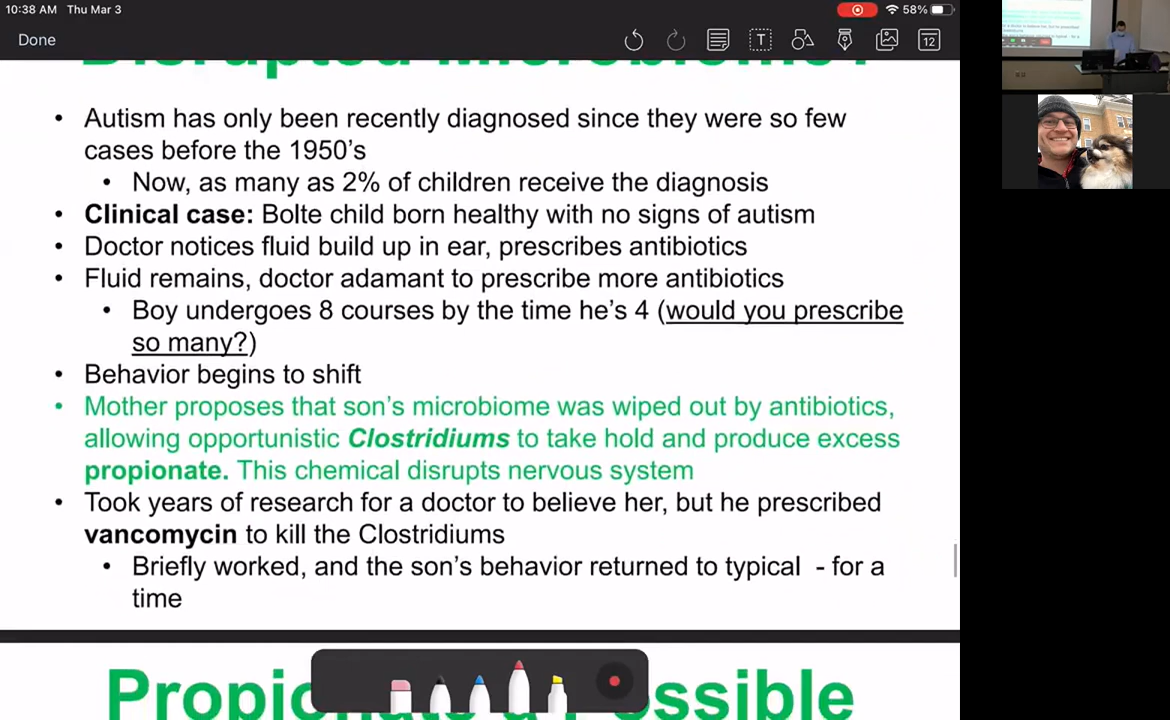 10:38 AM Thu Mar 3
58%
Done
T
12
Disrupted Microbiome?
• Autism has only been recently diagnosed since they were so few
cases before the 1950’s
• Now, as many as 2% of children receive the diagnosis
• Clinical case: Bolte child born healthy with no signs of autism
• Doctor notices fluid build up in ear, prescribes antibiotics
• Fluid remains, doctor adamant to prescribe more antibiotics
• Boy undergoes 8 courses by the time he’s 4 (would you prescribe
so many?)
• Behavior begins to shift
• Mother proposes that son’s microbiome was wiped out by antibiotics,
allowing opportunistic Clostridiums to take hold and produce excess
propionate. This chemical disrupts nervous system
• Took years of research for a doctor to believe her, but he prescribed
vancomycin to kill the Clostridiums
• Briefly worked, and the son’s behavior returned to typical - for a
time
Propionate a Possible